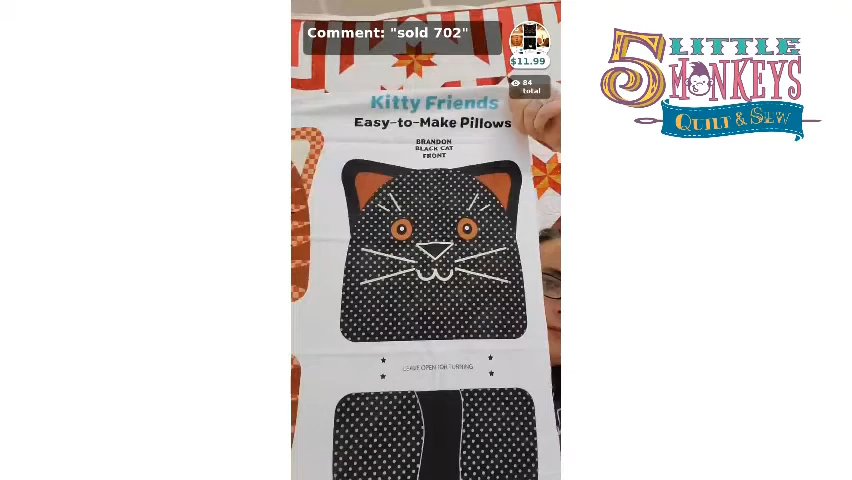 Comment: "sold 702"
$11.99
84
total
Kitty Friends
Easy-to-Make Pillows
BRANDON
BLACK CAT
FRONT
LEAVE OPEN FOR TURNING
5 LITTLE
MONKEYS
QUILT & SEW